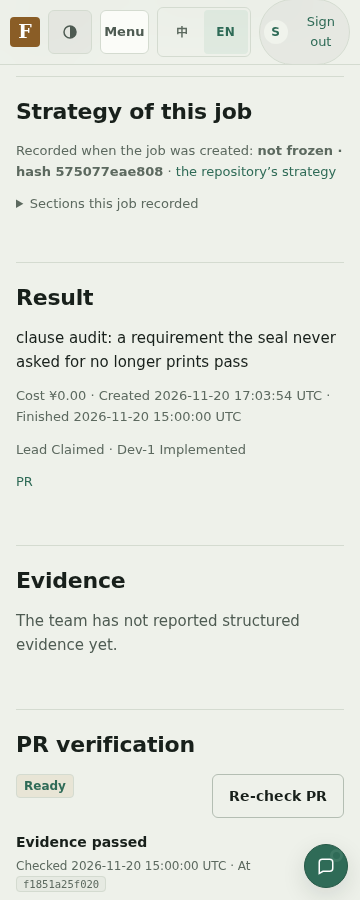 F
Menu
中
EN
S
Sign out
Strategy of this job
Recorded when the job was created: not frozen ·
hash 575077eae808 · the repository’s strategy
Sections this job recorded
Result
clause audit: a requirement the seal never
asked for no longer prints pass
Cost ¥0.00 · Created 2026-11-20 17:03:54 UTC ·
Finished 2026-11-20 15:00:00 UTC
Lead Claimed · Dev-1 Implemented
PR
Evidence
The team has not reported structured
evidence yet.
PR verification
Ready
Re-check PR
Evidence passed
Checked 2026-11-20 15:00:00 UTC · At
f1851a25f020